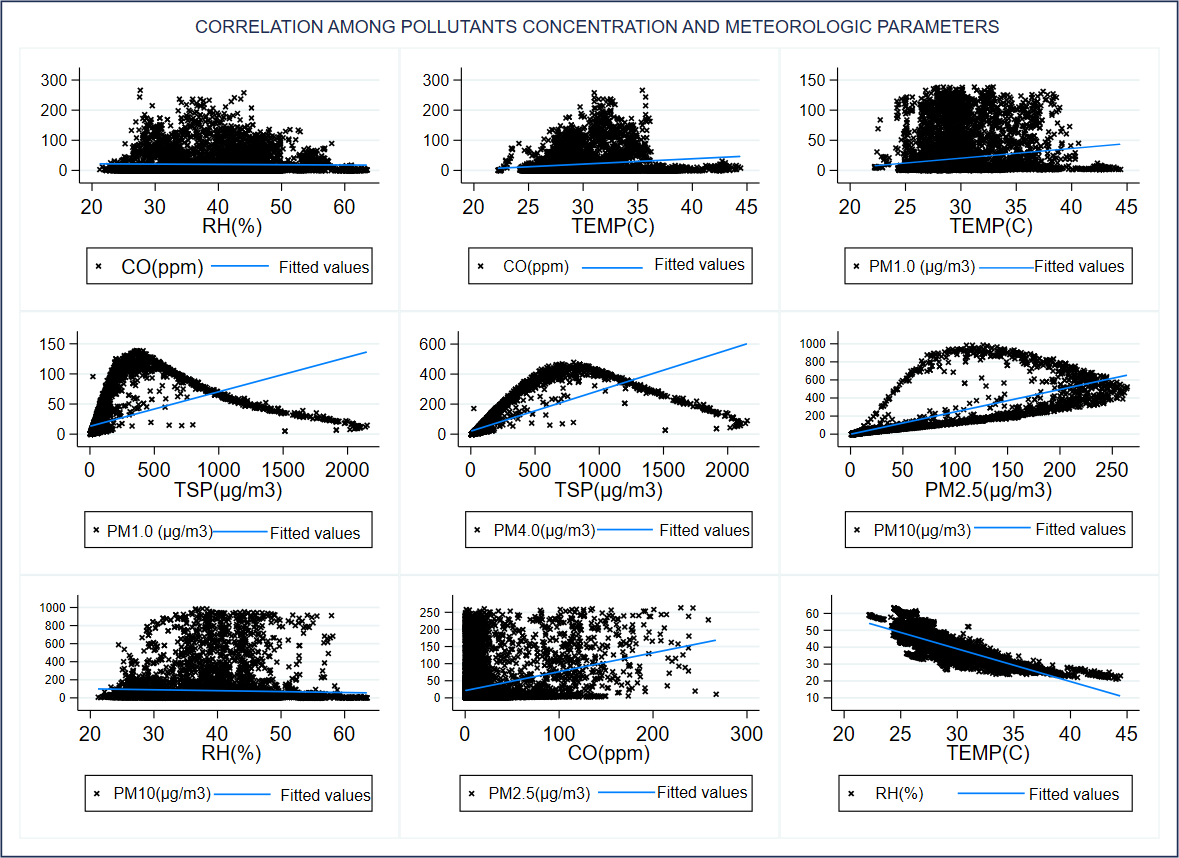 CORRELATION AMONG POLLUTANTS CONCENTRATION AND METEOROLOGIC PARAMETERS
300
200
100
0
20 30 40 50 60
RH(%)
CO(ppm) Fitted values
300
200
100
0
20 25 30 35 40 45
TEMP(C)
CO(ppm) Fitted values
150
100
50
0
20 25 30 35 40 45
TEMP(C)
PM1.0 (µg/m3) Fitted values
150
100
50
0
0 500 1000 1500 2000
TSP(µg/m3)
PM1.0 (µg/m3) Fitted values
600
400
200
0
0 500 1000 1500 2000
TSP(µg/m3)
PM4.0(µg/m3) Fitted values
1000
800
600
400
200
0
0 50 100 150 200 250
PM2.5(µg/m3)
PM10(µg/m3) Fitted values
1000
800
600
400
200
0
20 30 40 50 60
RH(%)
PM10(µg/m3) Fitted values
250
200
150
100
50
0
0 100 200 300
CO(ppm)
PM2.5(µg/m3) Fitted values
60
50
40
30
20
10
20 25 30 35 40 45
TEMP(C)
RH(%) Fitted values